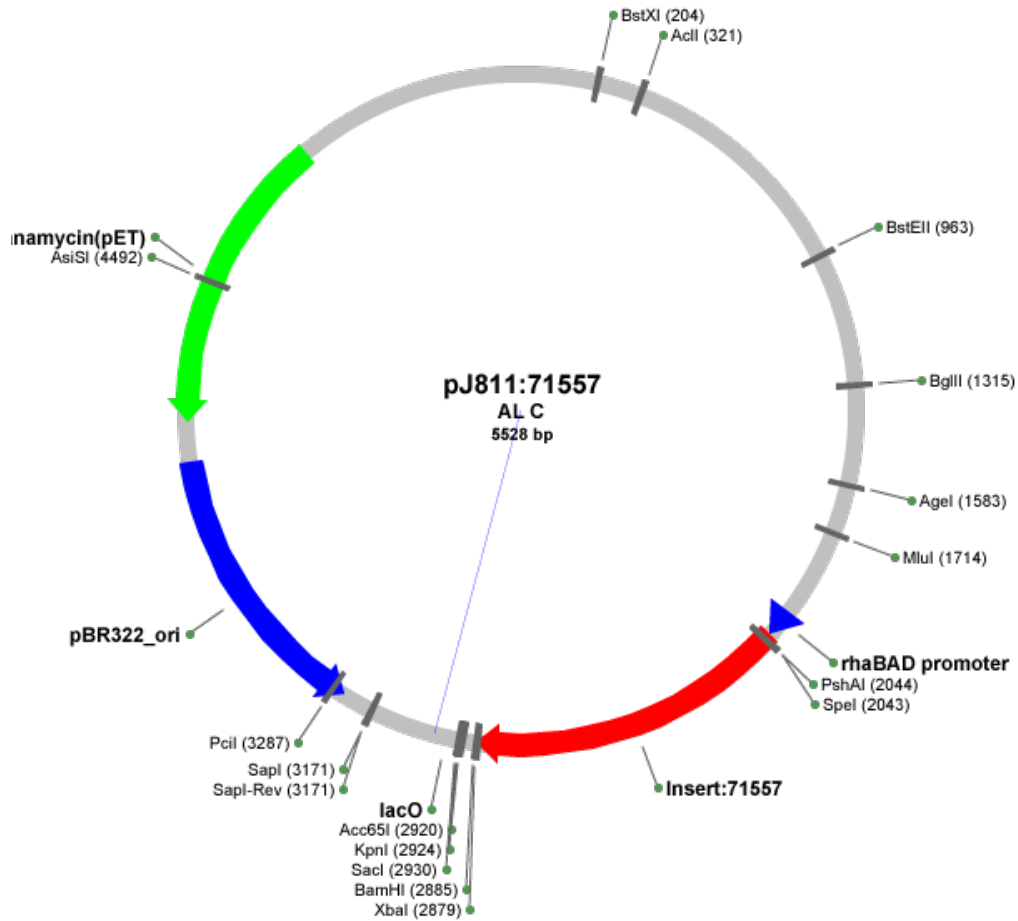 BstXI (204)
AclI (321)
BstEII (963)
BglII (1315)
AgeI (1583)
MluI (1714)
rhaBAD promoter
PshAI (2044)
SpeI (2043)
Insert:71557
pJ811:71557
AL C
5528 bp
namycin(pET)
AsiSI (4492)
pBR322_ori
PciI (3287)
SapI (3171)
SapI-Rev (3171)
lacO
Acc65I (2920)
KpnI (2924)
SacI (2930)
BamHI (2885)
XbaI (2879)